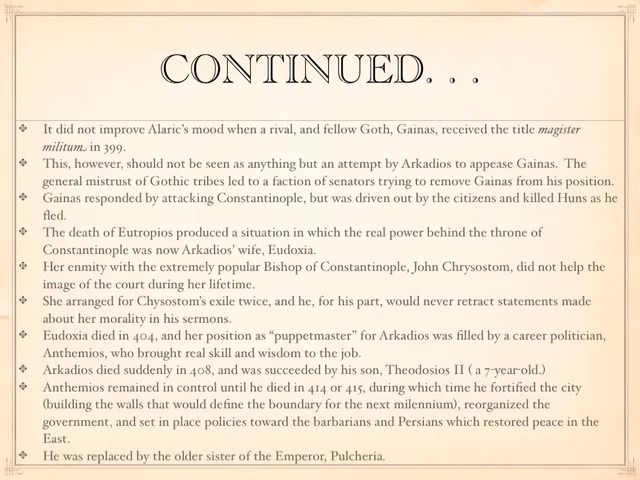 CONTINUED. . .
❖ It did not improve Alaric's mood when a rival, and fellow Goth, Gainas, received the title magister
militum in 399.
❖ This, however, should not be seen as anything but an attempt by Arkadios to appease Gainas. The
general mistrust of Gothic tribes led to a faction of senators trying to remove Gainas from his position.
❖ Gainas responded by attacking Constantinople, but was driven out by the citizens and killed Huns as he
fled.
❖ The death of Eutropios produced a situation in which the real power behind the throne of
Constantinople was now Arkadios' wife, Eudoxia.
❖ Her enmity with the extremely popular Bishop of Constantinople, John Chrysostom, did not help the
image of the court during her lifetime.
❖ She arranged for Chysostom's exile twice, and he, for his part, would never retract statements made
about her morality in his sermons.
❖ Eudoxia died in 404, and her position as “puppetmaster” for Arkadios was filled by a career politician,
Anthemios, who brought real skill and wisdom to the job.
❖ Arkadios died suddenly in 408, and was succeeded by his son, Theodosios II ( a 7-year-old.)
❖ Anthemios remained in control until he died in 414 or 415, during which time he fortified the city
(building the walls that would define the boundary for the next millennium), reorganized the
government, and set in place policies toward the barbarians and Persians which restored peace in the
East.
❖ He was replaced by the older sister of the Emperor, Pulcheria.